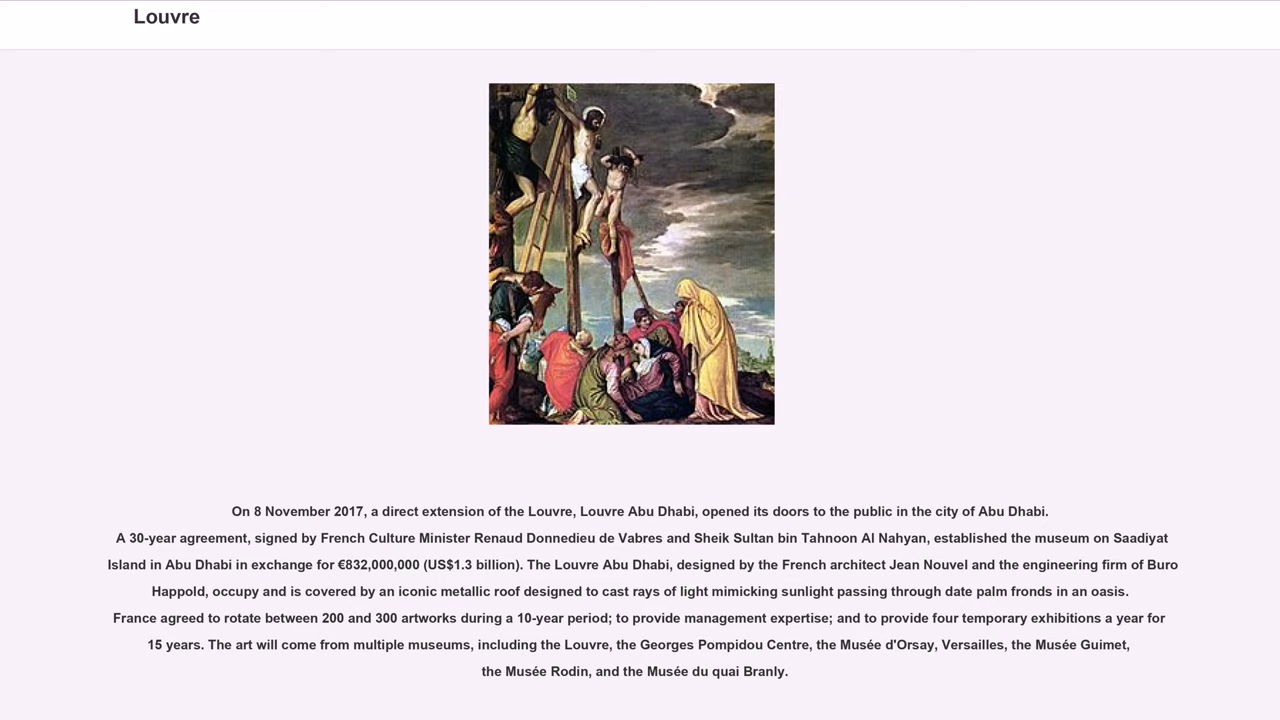 Louvre
On 8 November 2017, a direct extension of the Louvre, Louvre Abu Dhabi, opened its doors to the public in the city of Abu Dhabi.
A 30-year agreement, signed by French Culture Minister Renaud Donnedieu de Vabres and Sheik Sultan bin Tahnoon Al Nahyan, established the museum on Saadiyat
Island in Abu Dhabi in exchange for €832,000,000 (US$1.3 billion). The Louvre Abu Dhabi, designed by the French architect Jean Nouvel and the engineering firm of Buro
Happold, occupy and is covered by an iconic metallic roof designed to cast rays of light mimicking sunlight passing through date palm fronds in an oasis.
France agreed to rotate between 200 and 300 artworks during a 10-year period; to provide management expertise; and to provide four temporary exhibitions a year for
15 years. The art will come from multiple museums, including the Louvre, the Georges Pompidou Centre, the Musée d'Orsay, Versailles, the Musée Guimet,
the Musée Rodin, and the Musée du quai Branly.